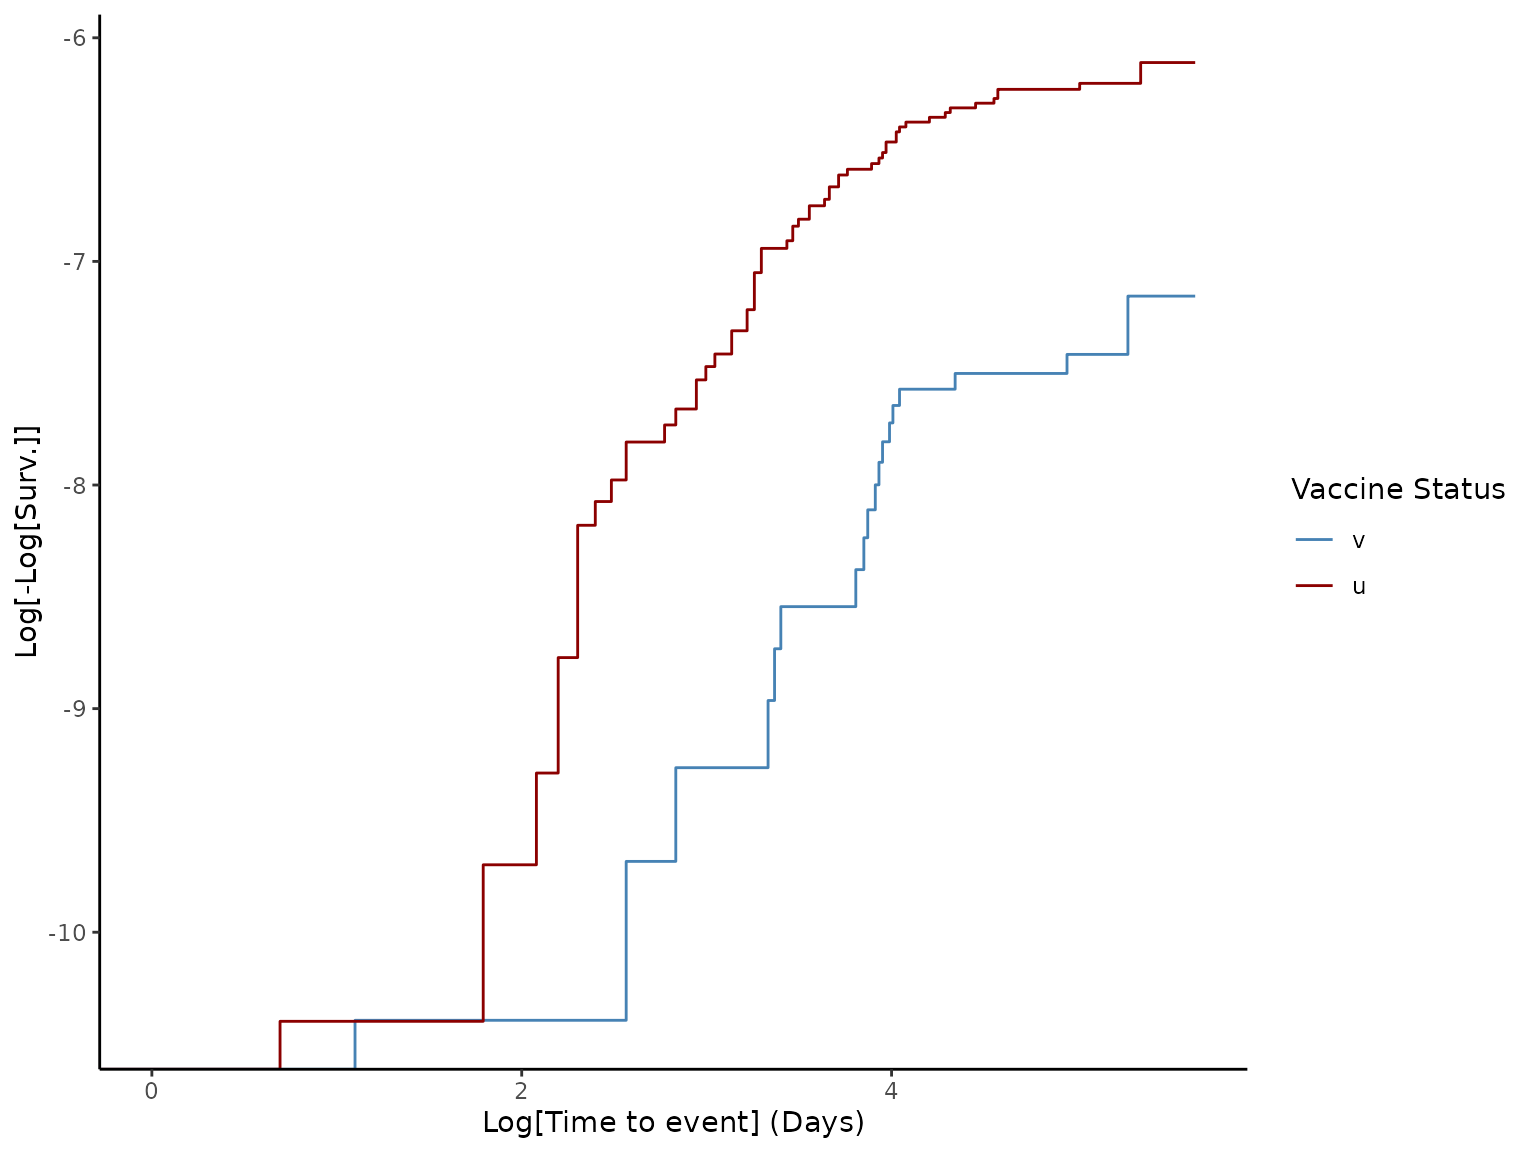 -6
-7
-8
-9
-10
0 2 4
Log[Time to event] (Days)
Log[-Log[Surv.]]
Vaccine Status
v
u